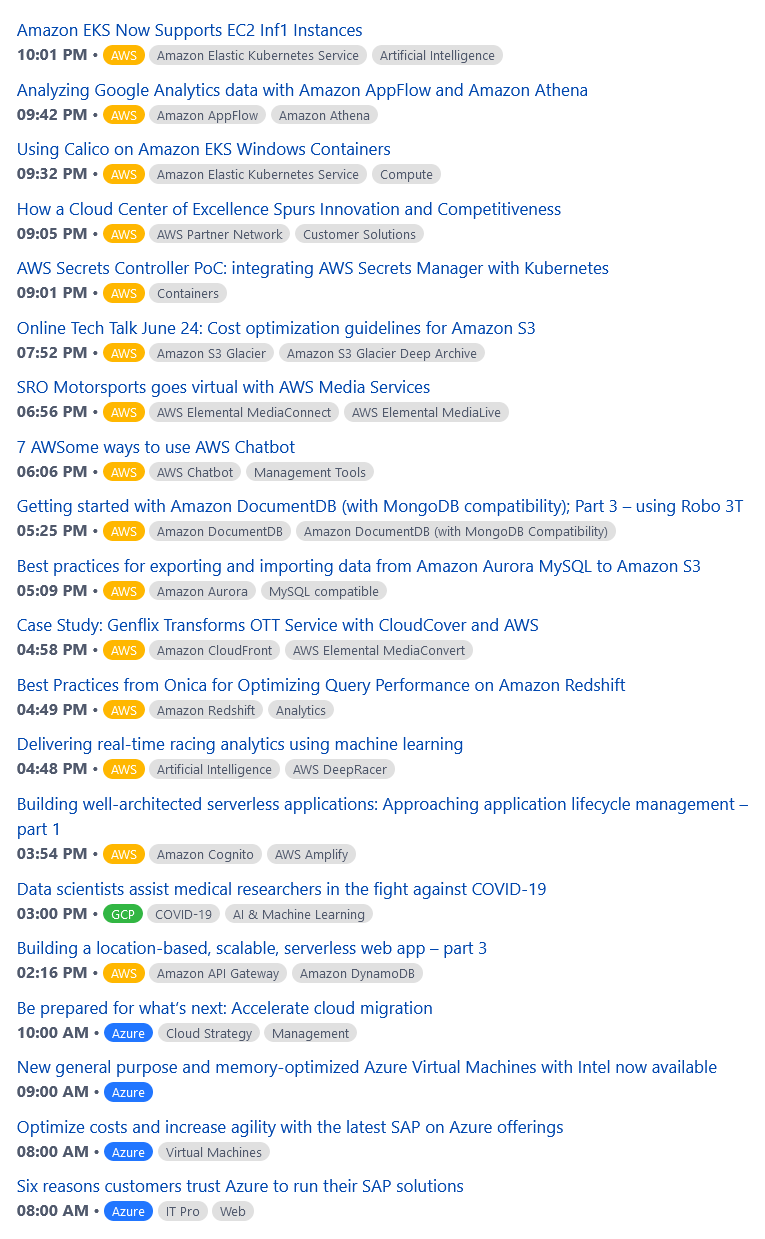 Amazon EKS Now Supports EC2 Inf1 Instances
10:01 PM • AWS Amazon Elastic Kubernetes Service Artificial Intelligence
Analyzing Google Analytics data with Amazon AppFlow and Amazon Athena
09:42 PM • AWS Amazon AppFlow Amazon Athena
Using Calico on Amazon EKS Windows Containers
09:32 PM • AWS Amazon Elastic Kubernetes Service Compute
How a Cloud Center of Excellence Spurs Innovation and Competitiveness
09:05 PM • AWS AWS Partner Network Customer Solutions
AWS Secrets Controller PoC: integrating AWS Secrets Manager with Kubernetes
09:01 PM • AWS Containers
Online Tech Talk June 24: Cost optimization guidelines for Amazon S3
07:52 PM • AWS Amazon S3 Glacier Amazon S3 Glacier Deep Archive
SRO Motorsports goes virtual with AWS Media Services
06:56 PM • AWS AWS Elemental MediaConnect AWS Elemental MediaLive
7 AWSome ways to use AWS Chatbot
06:06 PM • AWS AWS Chatbot Management Tools
Getting started with Amazon DocumentDB (with MongoDB compatibility); Part 3 – using Robo 3T
05:25 PM • AWS Amazon DocumentDB Amazon DocumentDB (with MongoDB Compatibility)
Best practices for exporting and importing data from Amazon Aurora MySQL to Amazon S3
05:09 PM • AWS Amazon Aurora MySQL compatible
Case Study: Genflix Transforms OTT Service with CloudCover and AWS
04:58 PM • AWS Amazon CloudFront AWS Elemental MediaConvert
Best Practices from Onica for Optimizing Query Performance on Amazon Redshift
04:49 PM • AWS Amazon Redshift Analytics
Delivering real-time racing analytics using machine learning
04:48 PM • AWS Artificial Intelligence AWS DeepRacer
Building well-architected serverless applications: Approaching application lifecycle management –
part 1
03:54 PM • AWS Amazon Cognito AWS Amplify
Data scientists assist medical researchers in the fight against COVID-19
03:00 PM • GCP COVID-19 AI & Machine Learning
Building a location-based, scalable, serverless web app – part 3
02:16 PM • AWS Amazon API Gateway Amazon DynamoDB
Be prepared for what’s next: Accelerate cloud migration
10:00 AM • Azure Cloud Strategy Management
New general purpose and memory-optimized Azure Virtual Machines with Intel now available
09:00 AM • Azure
Optimize costs and increase agility with the latest SAP on Azure offerings
08:00 AM • Azure Virtual Machines
Six reasons customers trust Azure to run their SAP solutions
08:00 AM • Azure IT Pro Web